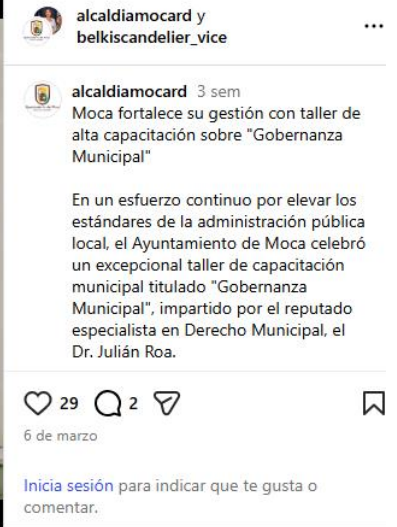 alcaldiamocard y
belkiscandelier_vice
alcaldiamocard 3 sem
Moca fortalece su gestión con taller de
alta capacitación sobre "Gobernanza
Municipal"
En un esfuerzo continuo por elevar los
estándares de la administración pública
local, el Ayuntamiento de Moca celebró
un excepcional taller de capacitación
municipal titulado "Gobernanza
Municipal", impartido por el reputado
especialista en Derecho Municipal, el
Dr. Julián Roa.
29 2
6 de marzo
Inicia sesión para indicar que te gusta o
comentar.